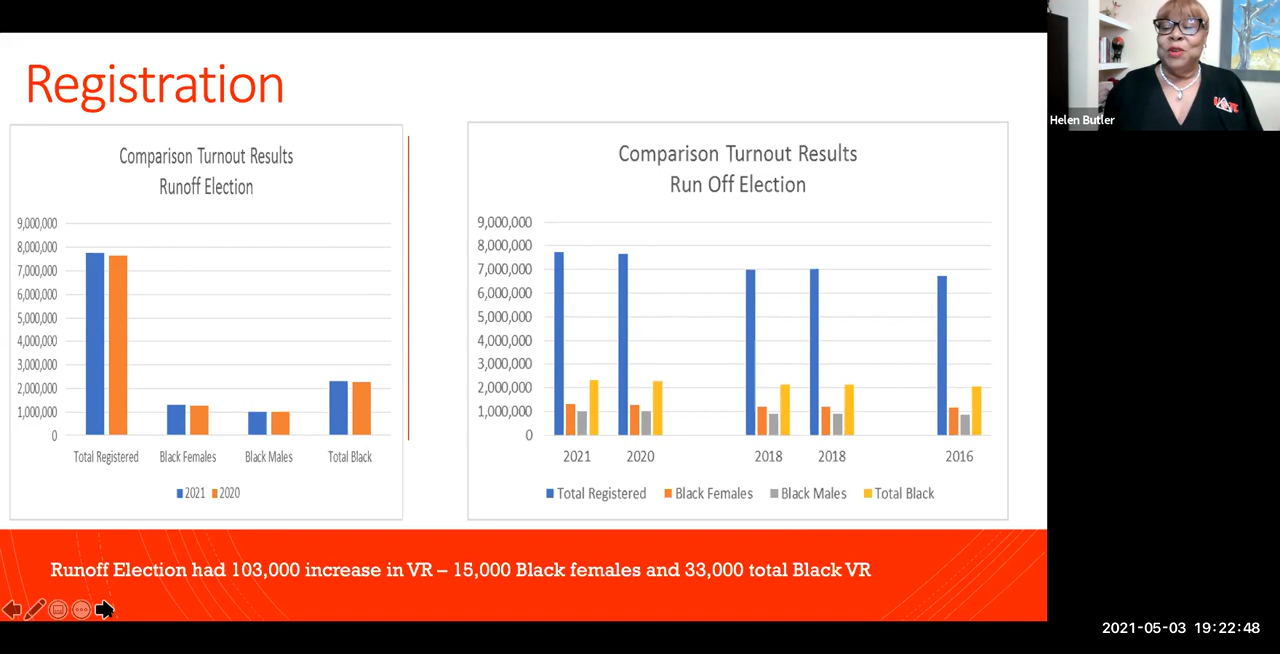 Registration
Comparison Turnout Results
Runoff Election
9,000,000
8,000,000
7,000,000
6,000,000
5,000,000
4,000,000
3,000,000
2,000,000
1,000,000
0
Total Registered Black Females Black Males Total Black
2021 2020
Comparison Turnout Results
Run Off Election
9,000,000
8,000,000
7,000,000
6,000,000
5,000,000
4,000,000
3,000,000
2,000,000
1,000,000
0
2021 2020 2018 2018 2016
Total Registered Black Females Black Males Total Black
Runoff Election had 103,000 increase in VR – 15,000 Black females and 33,000 total Black VR
Helen Butler
2021-05-03 19:22:48